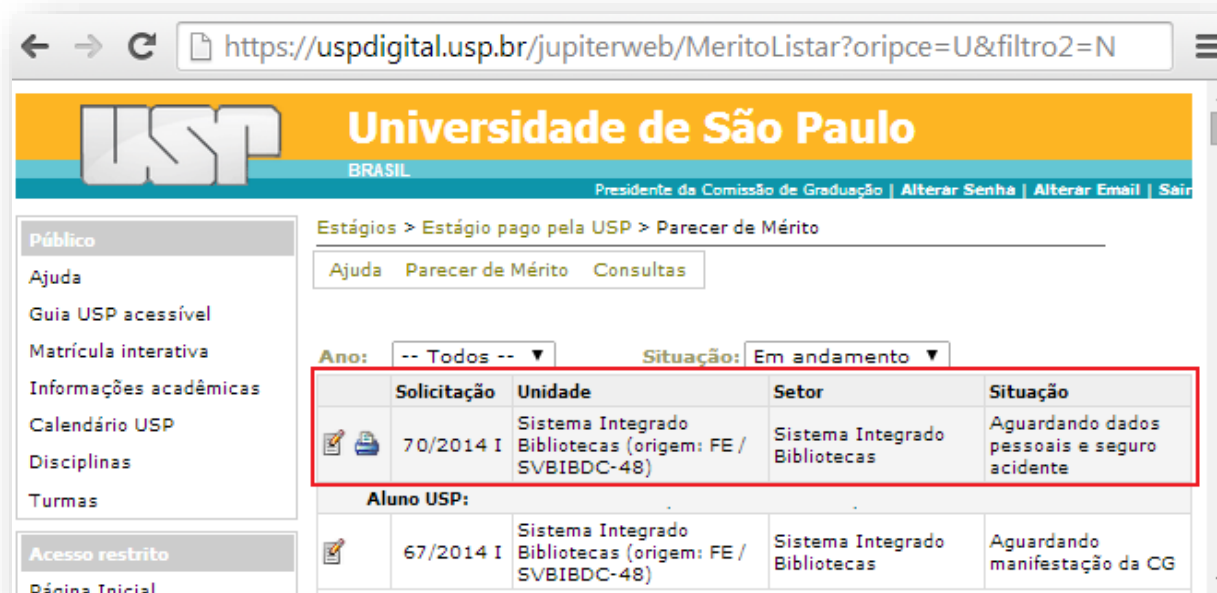 https://uspdigital.usp.br/jupiterweb/MeritoListar?oripce=U&filtro2=N
USP
Universidade de São Paulo
BRASIL
Presidente da Comissão de Graduação | Alterar Senha | Alterar Email | Sair
Público
Ajuda
Guia USP acessível
Matrícula interativa
Informações acadêmicas
Calendário USP
Disciplinas
Turmas
Acesso restrito
Página Inicial
Estágios > Estágio pago pela USP > Parecer de Mérito
Ajuda Parecer de Mérito Consultas
Ano: -- Todos -- Situação: Em andamento
Solicitação Unidade Setor Situação
70/2014 I
Sistema Integrado
Bibliotecas (origem: FE /
SVBIBDC-48)
Sistema Integrado
Bibliotecas
Aguardando dados
pessoais e seguro
acidente
Aluno USP:
67/2014 I
Sistema Integrado
Bibliotecas (origem: FE /
SVBIBDC-48)
Sistema Integrado
Bibliotecas
Aguardando
manifestação da CG